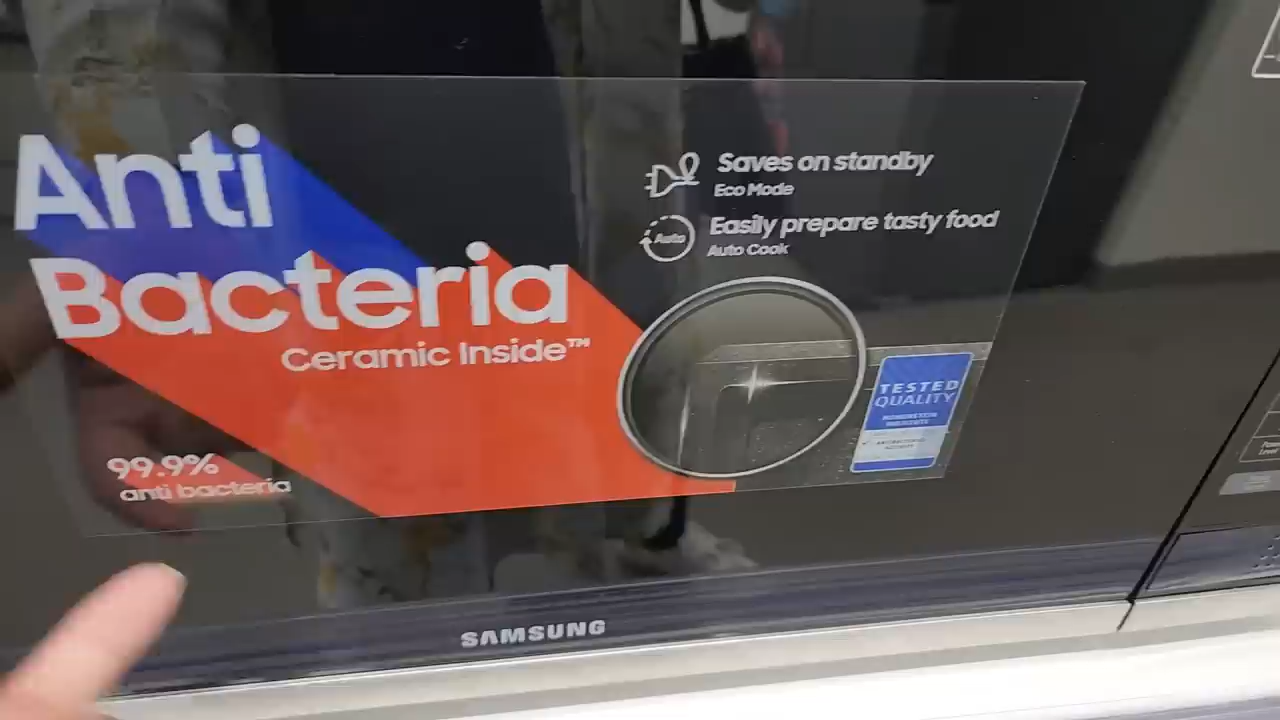 Anti
Bacteria
Ceramic Inside™
99.9%
anti bacteria
Saves on standby
Eco Mode
Auto
Easily prepare tasty food
Auto Cook
TESTED
QUALITY
SAMSUNG